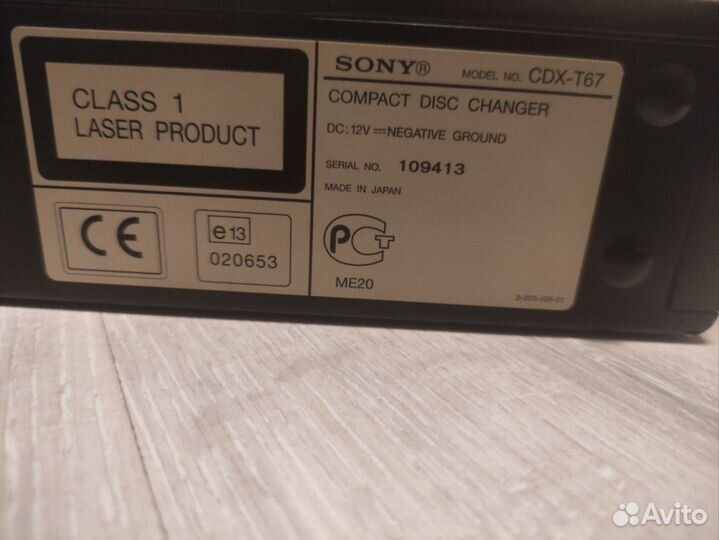 CLASS 1
LASER PRODUCT
SONY® MODEL NO. CDX-T67
COMPACT DISC CHANGER
DC: 12V ⎓ NEGATIVE GROUND
SERIAL NO. 109413
MADE IN JAPAN
CE
e13
020653
PCT
ME20
Avito